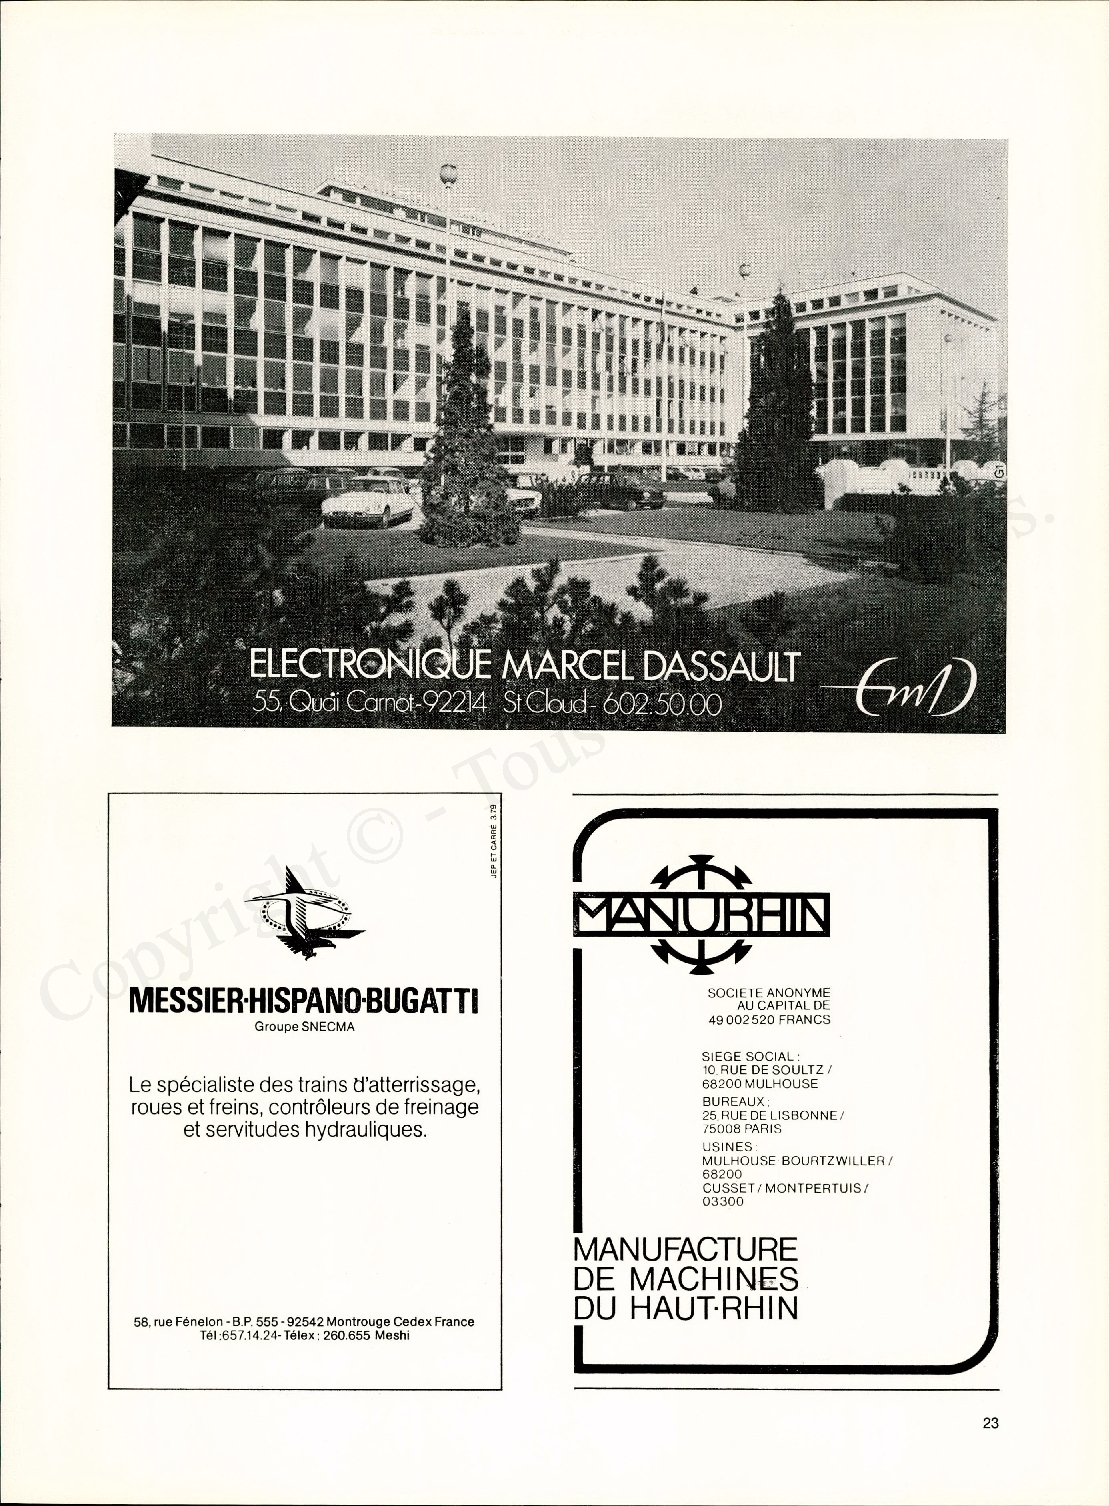 G1
ELECTRONIQUE MARCEL DASSAULT
55, Quai Carnot-92214 St Cloud- 602.50.00
EmD
Copyright © - Tous
s.
JEP ET CARRE 3.79
MESSIER-HISPANO-BUGATTI
Groupe SNECMA
Le spécialiste des trains d'atterrissage,
roues et freins, contrôleurs de freinage
et servitudes hydrauliques.
58, rue Fénelon - B.P. 555 - 92542 Montrouge Cedex France
Tél :657.14.24- Télex : 260.655 Meshi
MANURHIN
SOCIETE ANONYME
AU CAPITAL DE
49 002 520 FRANCS
SIEGE SOCIAL :
10, RUE DE SOULTZ /
68200 MULHOUSE
BUREAUX :
25, RUE DE LISBONNE /
75008 PARIS
USINES :
MULHOUSE-BOURTZWILLER /
68200
CUSSET / MONTPERTUIS /
03300
MANUFACTURE
DE MACHINES
DU HAUT-RHIN
23